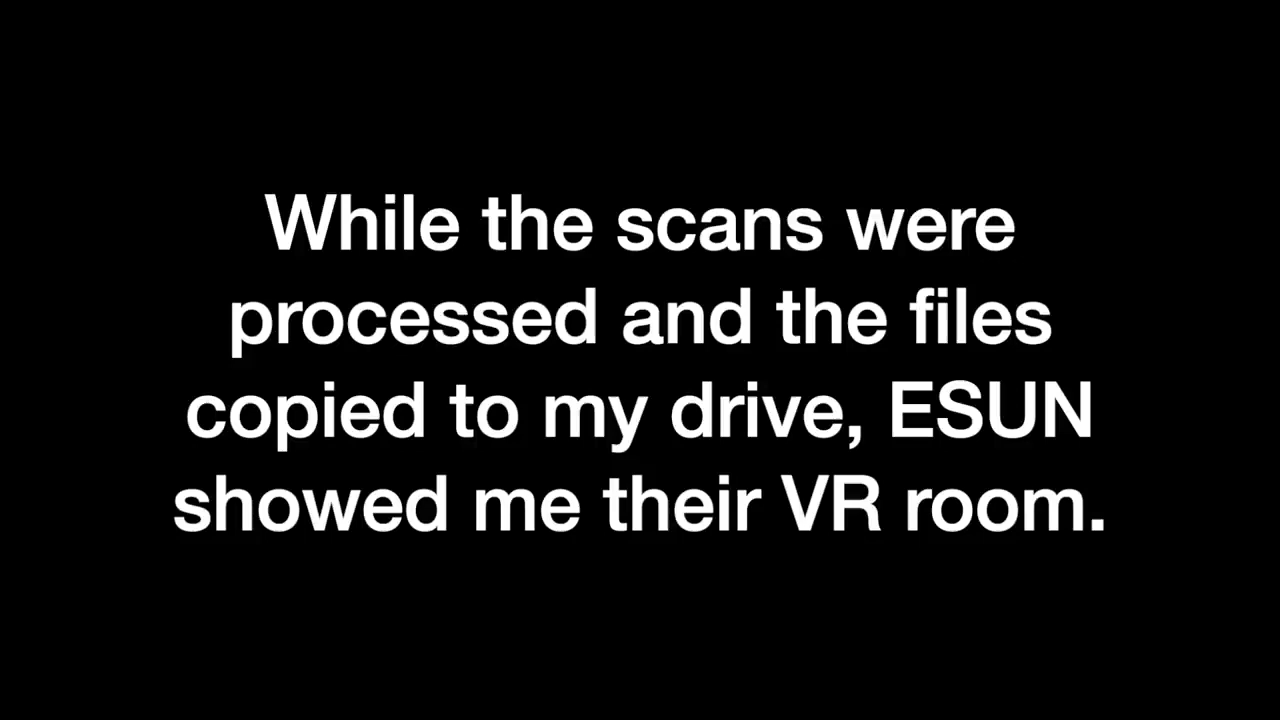 While the scans were
processed and the files
copied to my drive, ESUN
showed me their VR room.